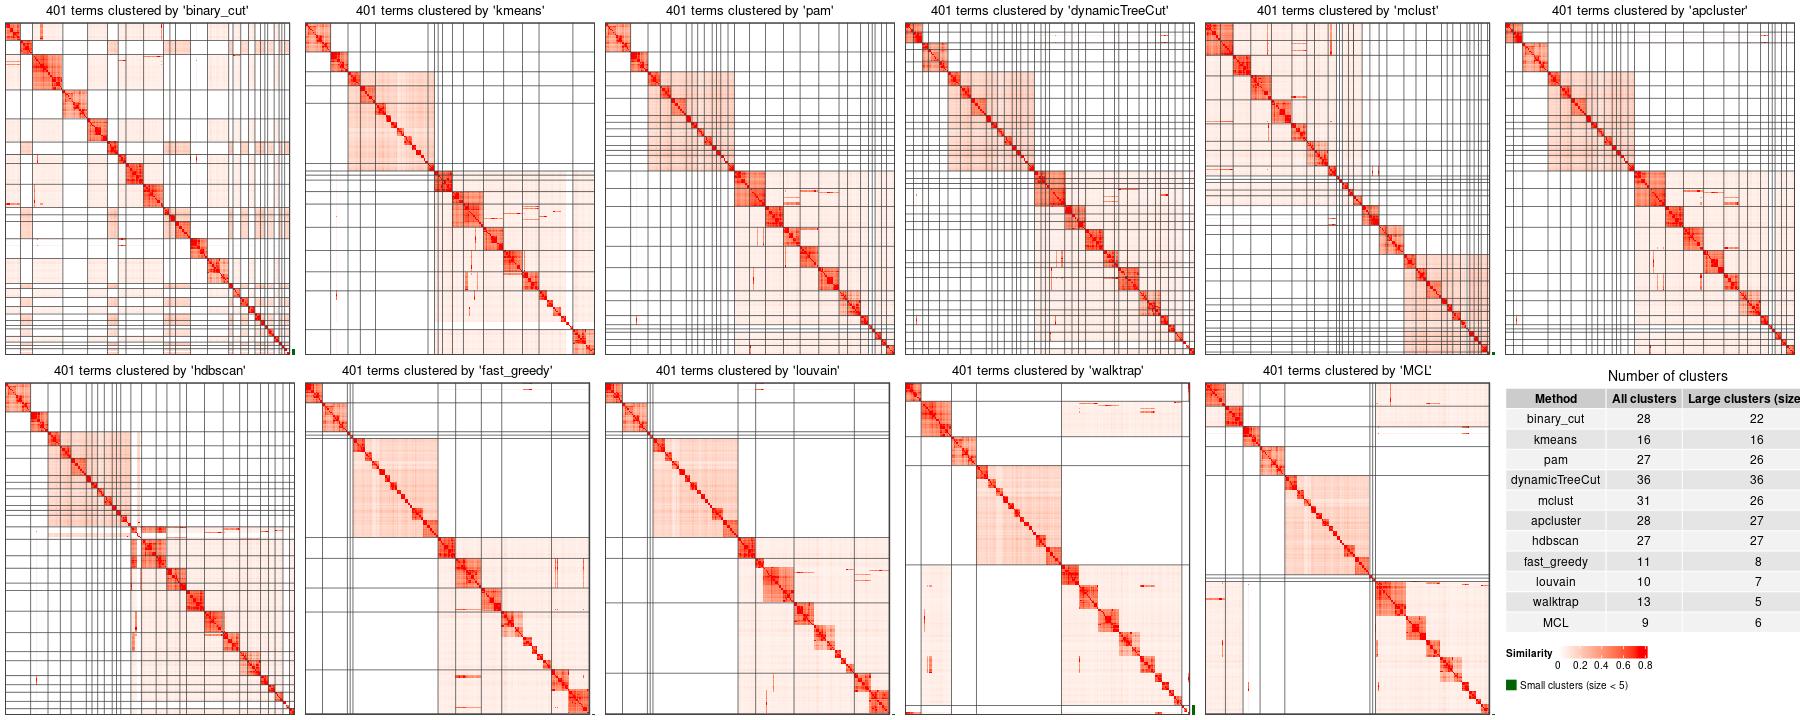 401 terms clustered by 'binary_cut'
401 terms clustered by 'kmeans'
401 terms clustered by 'pam'
401 terms clustered by 'dynamicTreeCut'
401 terms clustered by 'mclust'
401 terms clustered by 'apcluster'
401 terms clustered by 'hdbscan'
401 terms clustered by 'fast_greedy'
401 terms clustered by 'louvain'
401 terms clustered by 'walktrap'
401 terms clustered by 'MCL'
Number of clusters
Method All clusters Large clusters (size
binary_cut 28 22
kmeans 16 16
pam 27 26
dynamicTreeCut 36 36
mclust 31 26
apcluster 28 27
hdbscan 27 27
fast_greedy 11 8
louvain 10 7
walktrap 13 5
MCL 9 6
Similarity
0 0.2 0.4 0.6 0.8
Small clusters (size < 5)